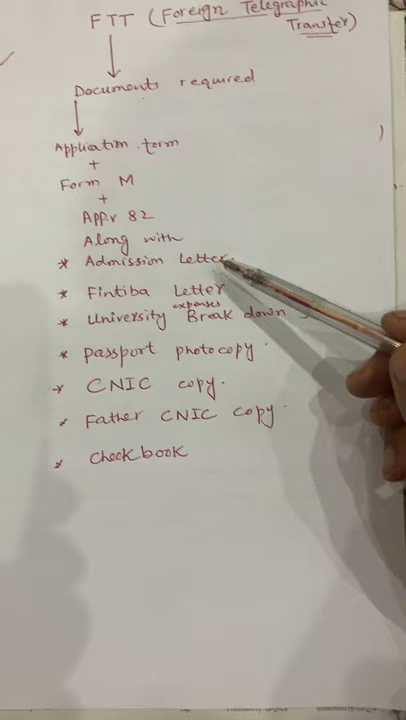 FTT (Foreign Telegraphic
Transfer)
Documents required
Application form
+
Form M
+
App.v 82
Along with
* Admission Letter.
* Fintiba Letter
* University expenses Break down
* Passport photocopy.
* CNIC copy.
* Father CNIC copy.
* Checkbook